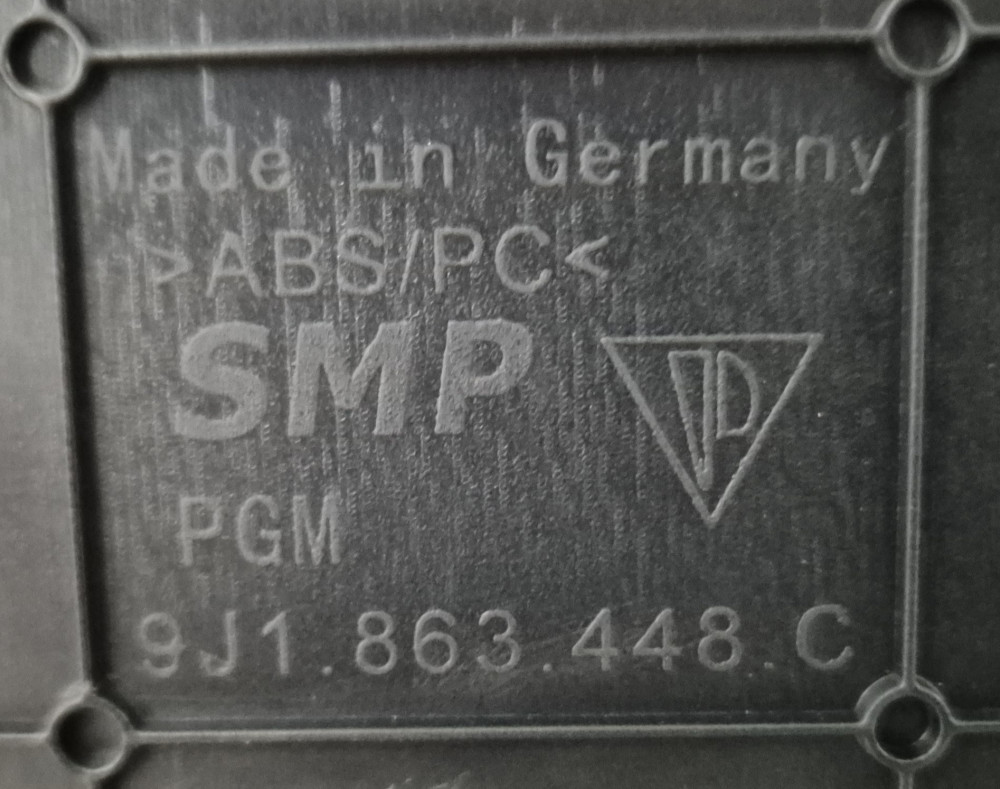 Made in Germany
>ABS/PC<
SMP
PGM
9J1.863.448.C